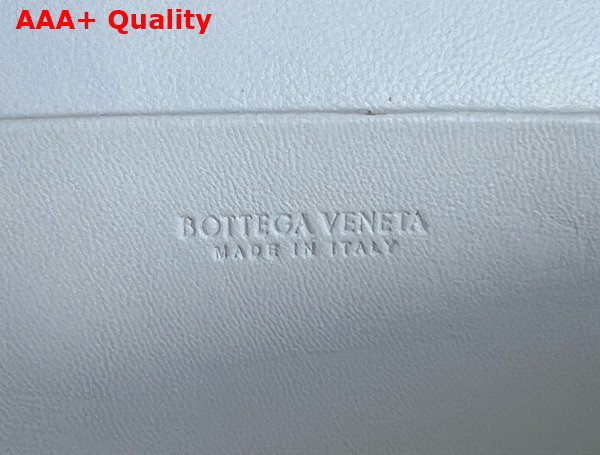 AAA+ Quality
BOTTEGA VENETA
MADE IN ITALY